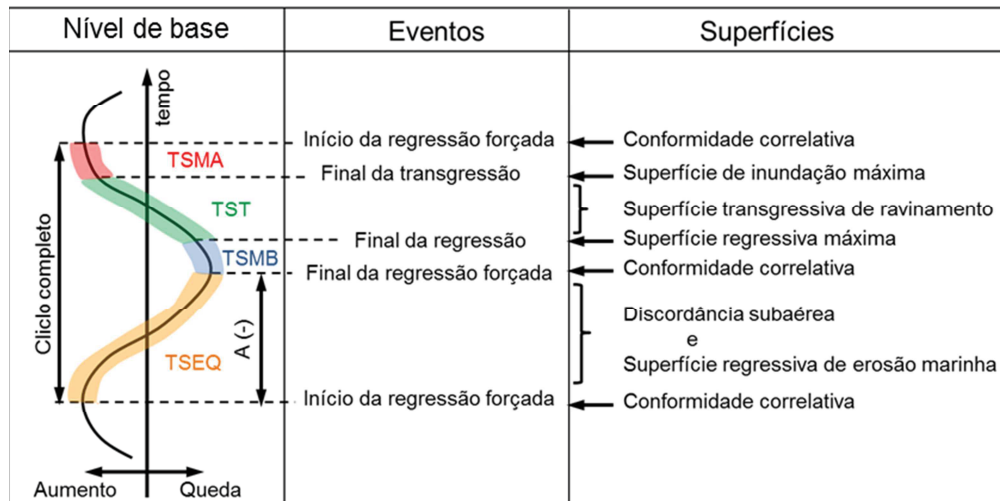 Nível de base
Eventos
Superfícies
tempo
Início da regressão forçada
Conformidade correlativa
TSMA
Final da transgressão
Superfície de inundação máxima
TST
Superfície transgressiva de ravinamento
Final da regressão
Superfície regressiva máxima
TSMB
Final da regressão forçada
Conformidade correlativa
Cliclo completo
A (-)
Discordância subaérea
e
TSEQ
Superfície regressiva de erosão marinha
Início da regressão forçada
Conformidade correlativa
Aumento
Queda